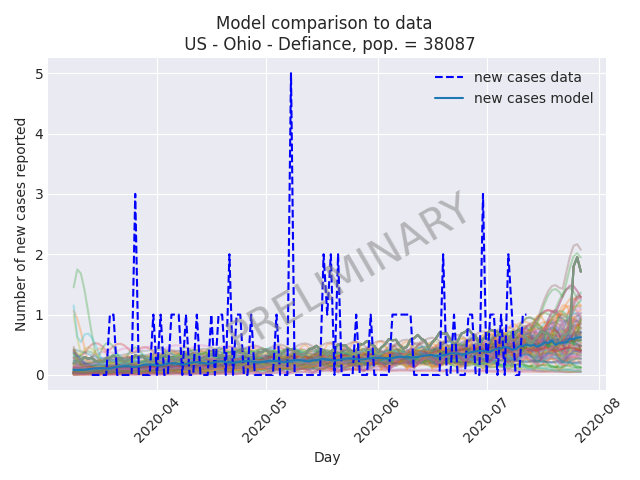 Model comparison to data
US - Ohio - Defiance, pop. = 38087
Number of new cases reported
5
4
3
2
1
0
new cases data
new cases model
PRELIMINARY
2020-04
2020-05
2020-06
2020-07
2020-08
Day